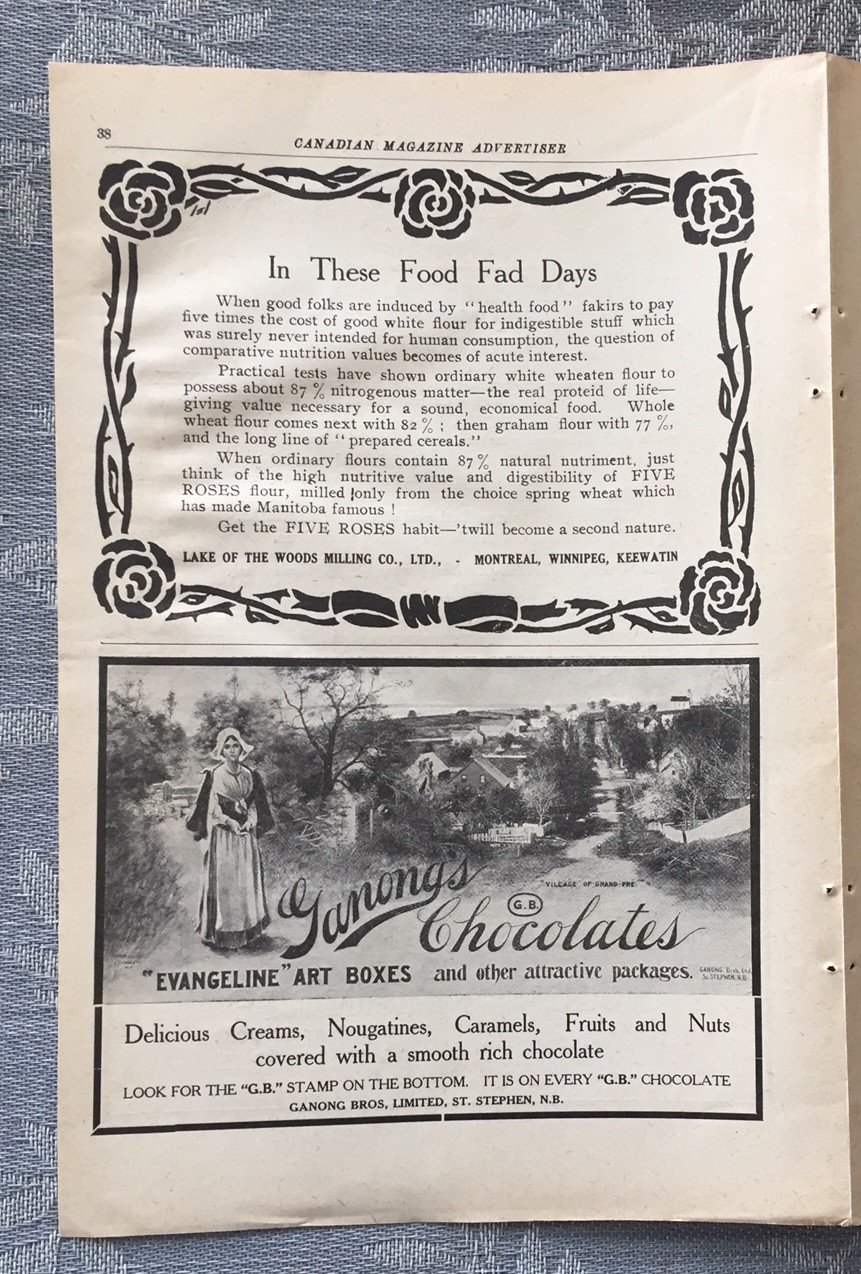 38
CANADIAN MAGAZINE ADVERTISER
In These Food Fad Days
When good folks are induced by "health food" fakirs to pay
five times the cost of good white flour for indigestible stuff which
was surely never intended for human consumption, the question of
comparative nutrition values becomes of acute interest.
Practical tests have shown ordinary white wheaten flour to
possess about 87 % nitrogenous matter—the real proteid of life—
giving value necessary for a sound, economical food. Whole
wheat flour comes next with 82 % ; then graham flour with 77 %,
and the long line of "prepared cereals."
When ordinary flours contain 87 % natural nutriment, just
think of the high nutritive value and digestibility of FIVE
ROSES flour, milled only from the choice spring wheat which
has made Manitoba famous !
Get the FIVE ROSES habit—'twill become a second nature.
LAKE OF THE WOODS MILLING CO., LTD., - MONTREAL, WINNIPEG, KEEWATIN
"VILLAGE OF GRAND PRE"
Ganong's
G.B.
Chocolates
"EVANGELINE" ART BOXES and other attractive packages.
GANONG Bros. Ltd.
St. STEPHEN, N.B.
Delicious Creams, Nougatines, Caramels, Fruits and Nuts
covered with a smooth rich chocolate
LOOK FOR THE "G.B." STAMP ON THE BOTTOM. IT IS ON EVERY "G.B." CHOCOLATE
GANONG BROS, LIMITED, ST. STEPHEN, N.B.